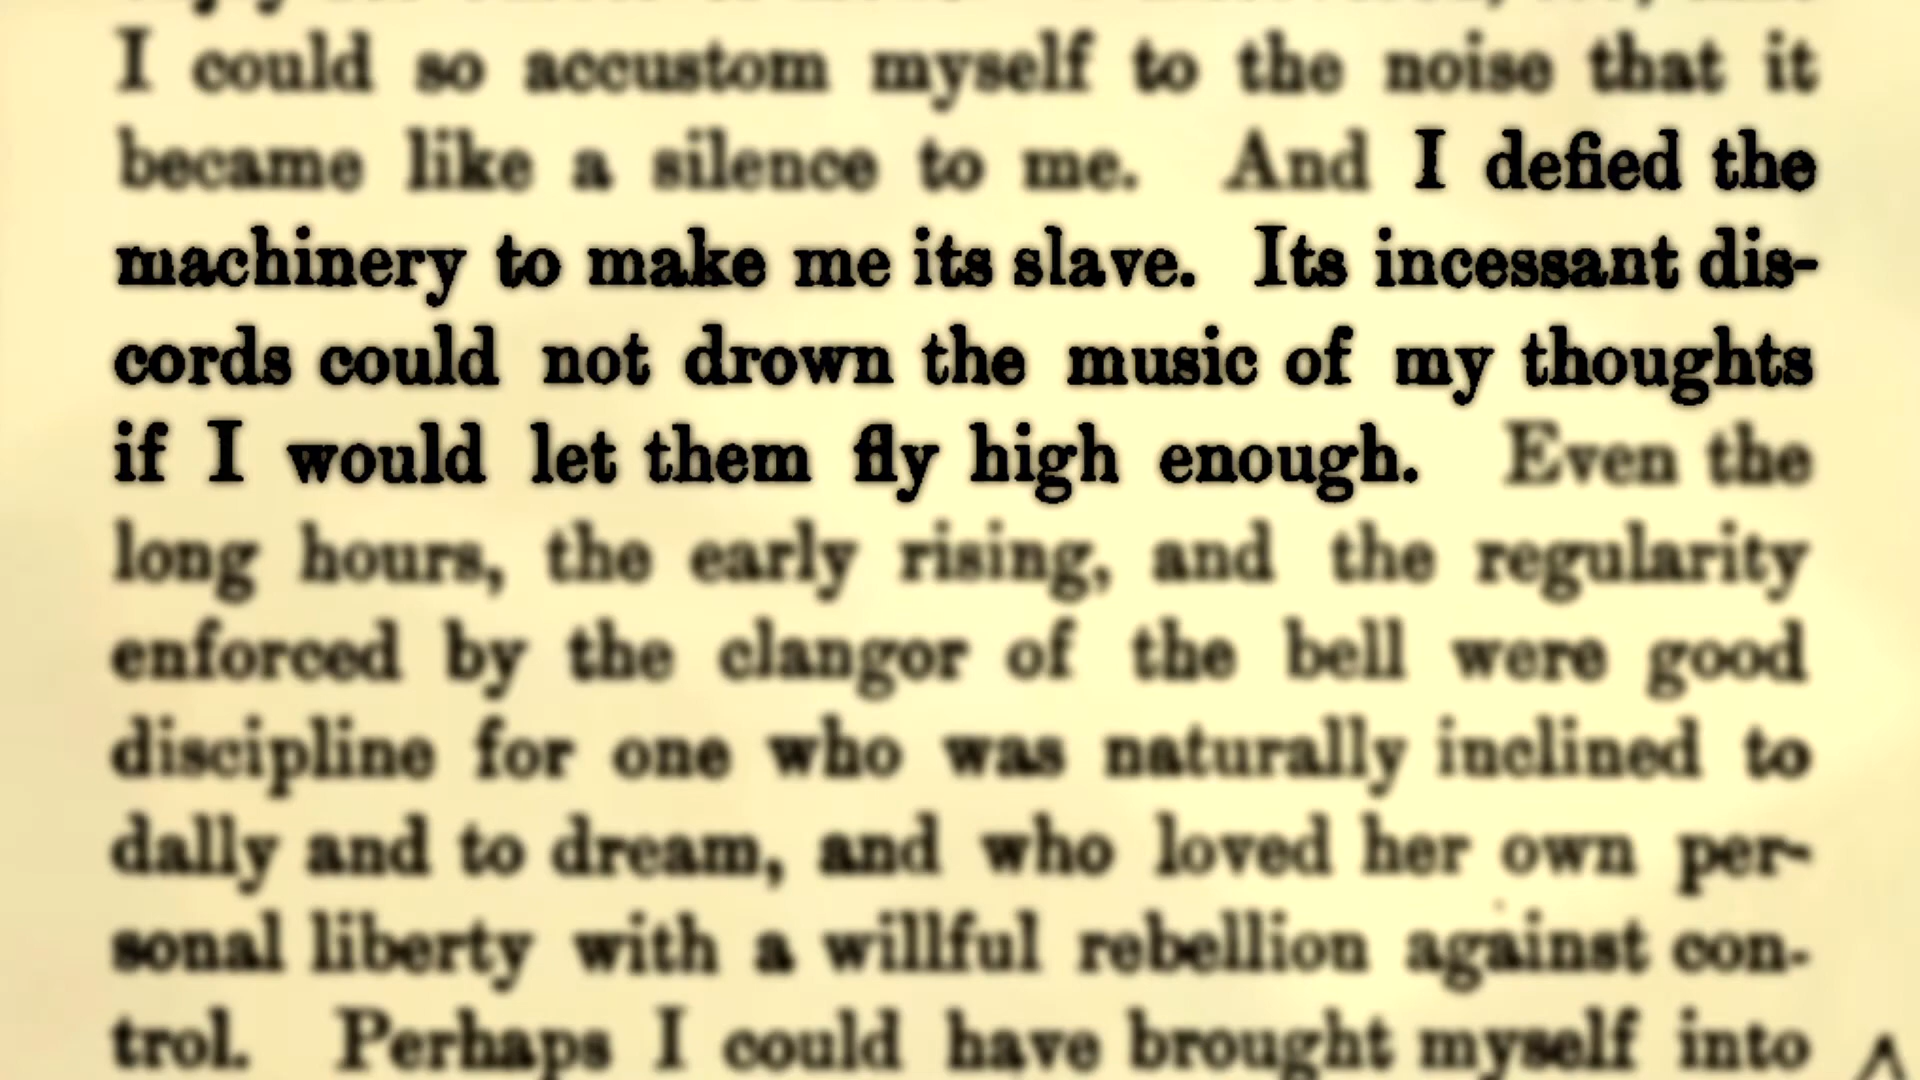 I could so accustom myself to the noise that it
became like a silence to me. And I defied the
machinery to make me its slave. Its incessant dis-
cords could not drown the music of my thoughts
if I would let them fly high enough. Even the
long hours, the early rising, and the regularity
enforced by the clangor of the bell were good
discipline for one who was naturally inclined to
dally and to dream, and who loved her own per-
sonal liberty with a willful rebellion against con-
trol. Perhaps I could have brought myself into